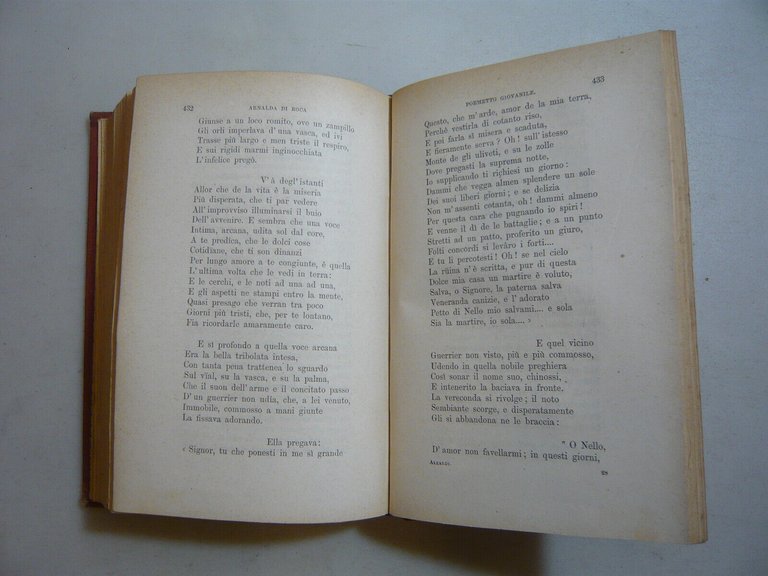 432 ARNALDA DI ROCA
Giunse a un loco romito, ove un zampillo
Gli orli imperlava d'una vasca, ed ivi
Trasse più largo e men triste il respiro,
E sui rigidi marmi inginocchiata
L'infelice pregò.
V'à degl'istanti
Allor che de la vita è la miseria
Più disperata, che ti par vedere
All'improvviso illuminarsi il buio
Dell'avvenire. E sembra che una voce
Intima, arcana, udita sol dal core,
A te predica, che le dolci cose
Cotidiane, che ti son dinanzi
Per lungo amore a te congiunte, è quella
L'ultima volta che le vedi in terra:
E le cerchi, e le noti ad una ad una,
E gli aspetti ne stampi entro la mente,
Quasi presago che verran tra poco
Giorni più tristi, che, per te lontano,
Fia ricordarle amaramente caro.
E sì profondo a quella voce arcana
Era la bella tribolata intesa,
Con tanta pena trattenea lo sguardo
Sul vïal, su la vasca, e su la palma,
Che il suon dell'arme e il concitato passo
D'un guerrier non udìa, che, a lei venuto,
Immobile, commosso a mani giunte
La fissava adorando.
Ella pregava:
‹ Signor, tu che ponesti in me sì grande
POEMETTO GIOVANILE. 433
Questo, che m'arde, amor de la mia terra,
Perchè vestirla di cotanto riso,
E poi farla sì misera e scaduta,
E fieramente serva? Oh! sull'istesso
Monte de gli uliveti, e su le zolle
Dove pregasti la suprema notte,
Io supplicando ti richiesi un giorno:
Dammi che vegga almen splendere un sole
Dei suoi liberi giorni; e se delizia
Non m'assenti cotanta, oh! dammi almeno
Per questa cara che pugnando io spiri!
E venne il dì de le battaglie; e a un punto
Stretti ad un patto, proferito un giuro,
Folti concordi si levâro i forti....
E tu li percotesti! Oh! se nel cielo
La rüina n'è scritta, e pur di questa
Dolce mia casa un martire è voluto,
Salva, o Signore, la paterna salva
Veneranda canizie, e l'adorato
Petto di Nello mio salvami.... e sola
Sia la martire, io sola.... ›
E quel vicino
Guerrier non visto, più e più commosso,
Udendo in quella nobile preghiera
Così sonar il nome suo, chinossi,
E intenerito la baciava in fronte.
La vereconda si rivolge; il noto
Sembiante scorge, e disperatamente
Gli si abbandona ne le braccia:
" O Nello,
D'amor non favellarmi; in questi giorni,
ALEARDI. 28